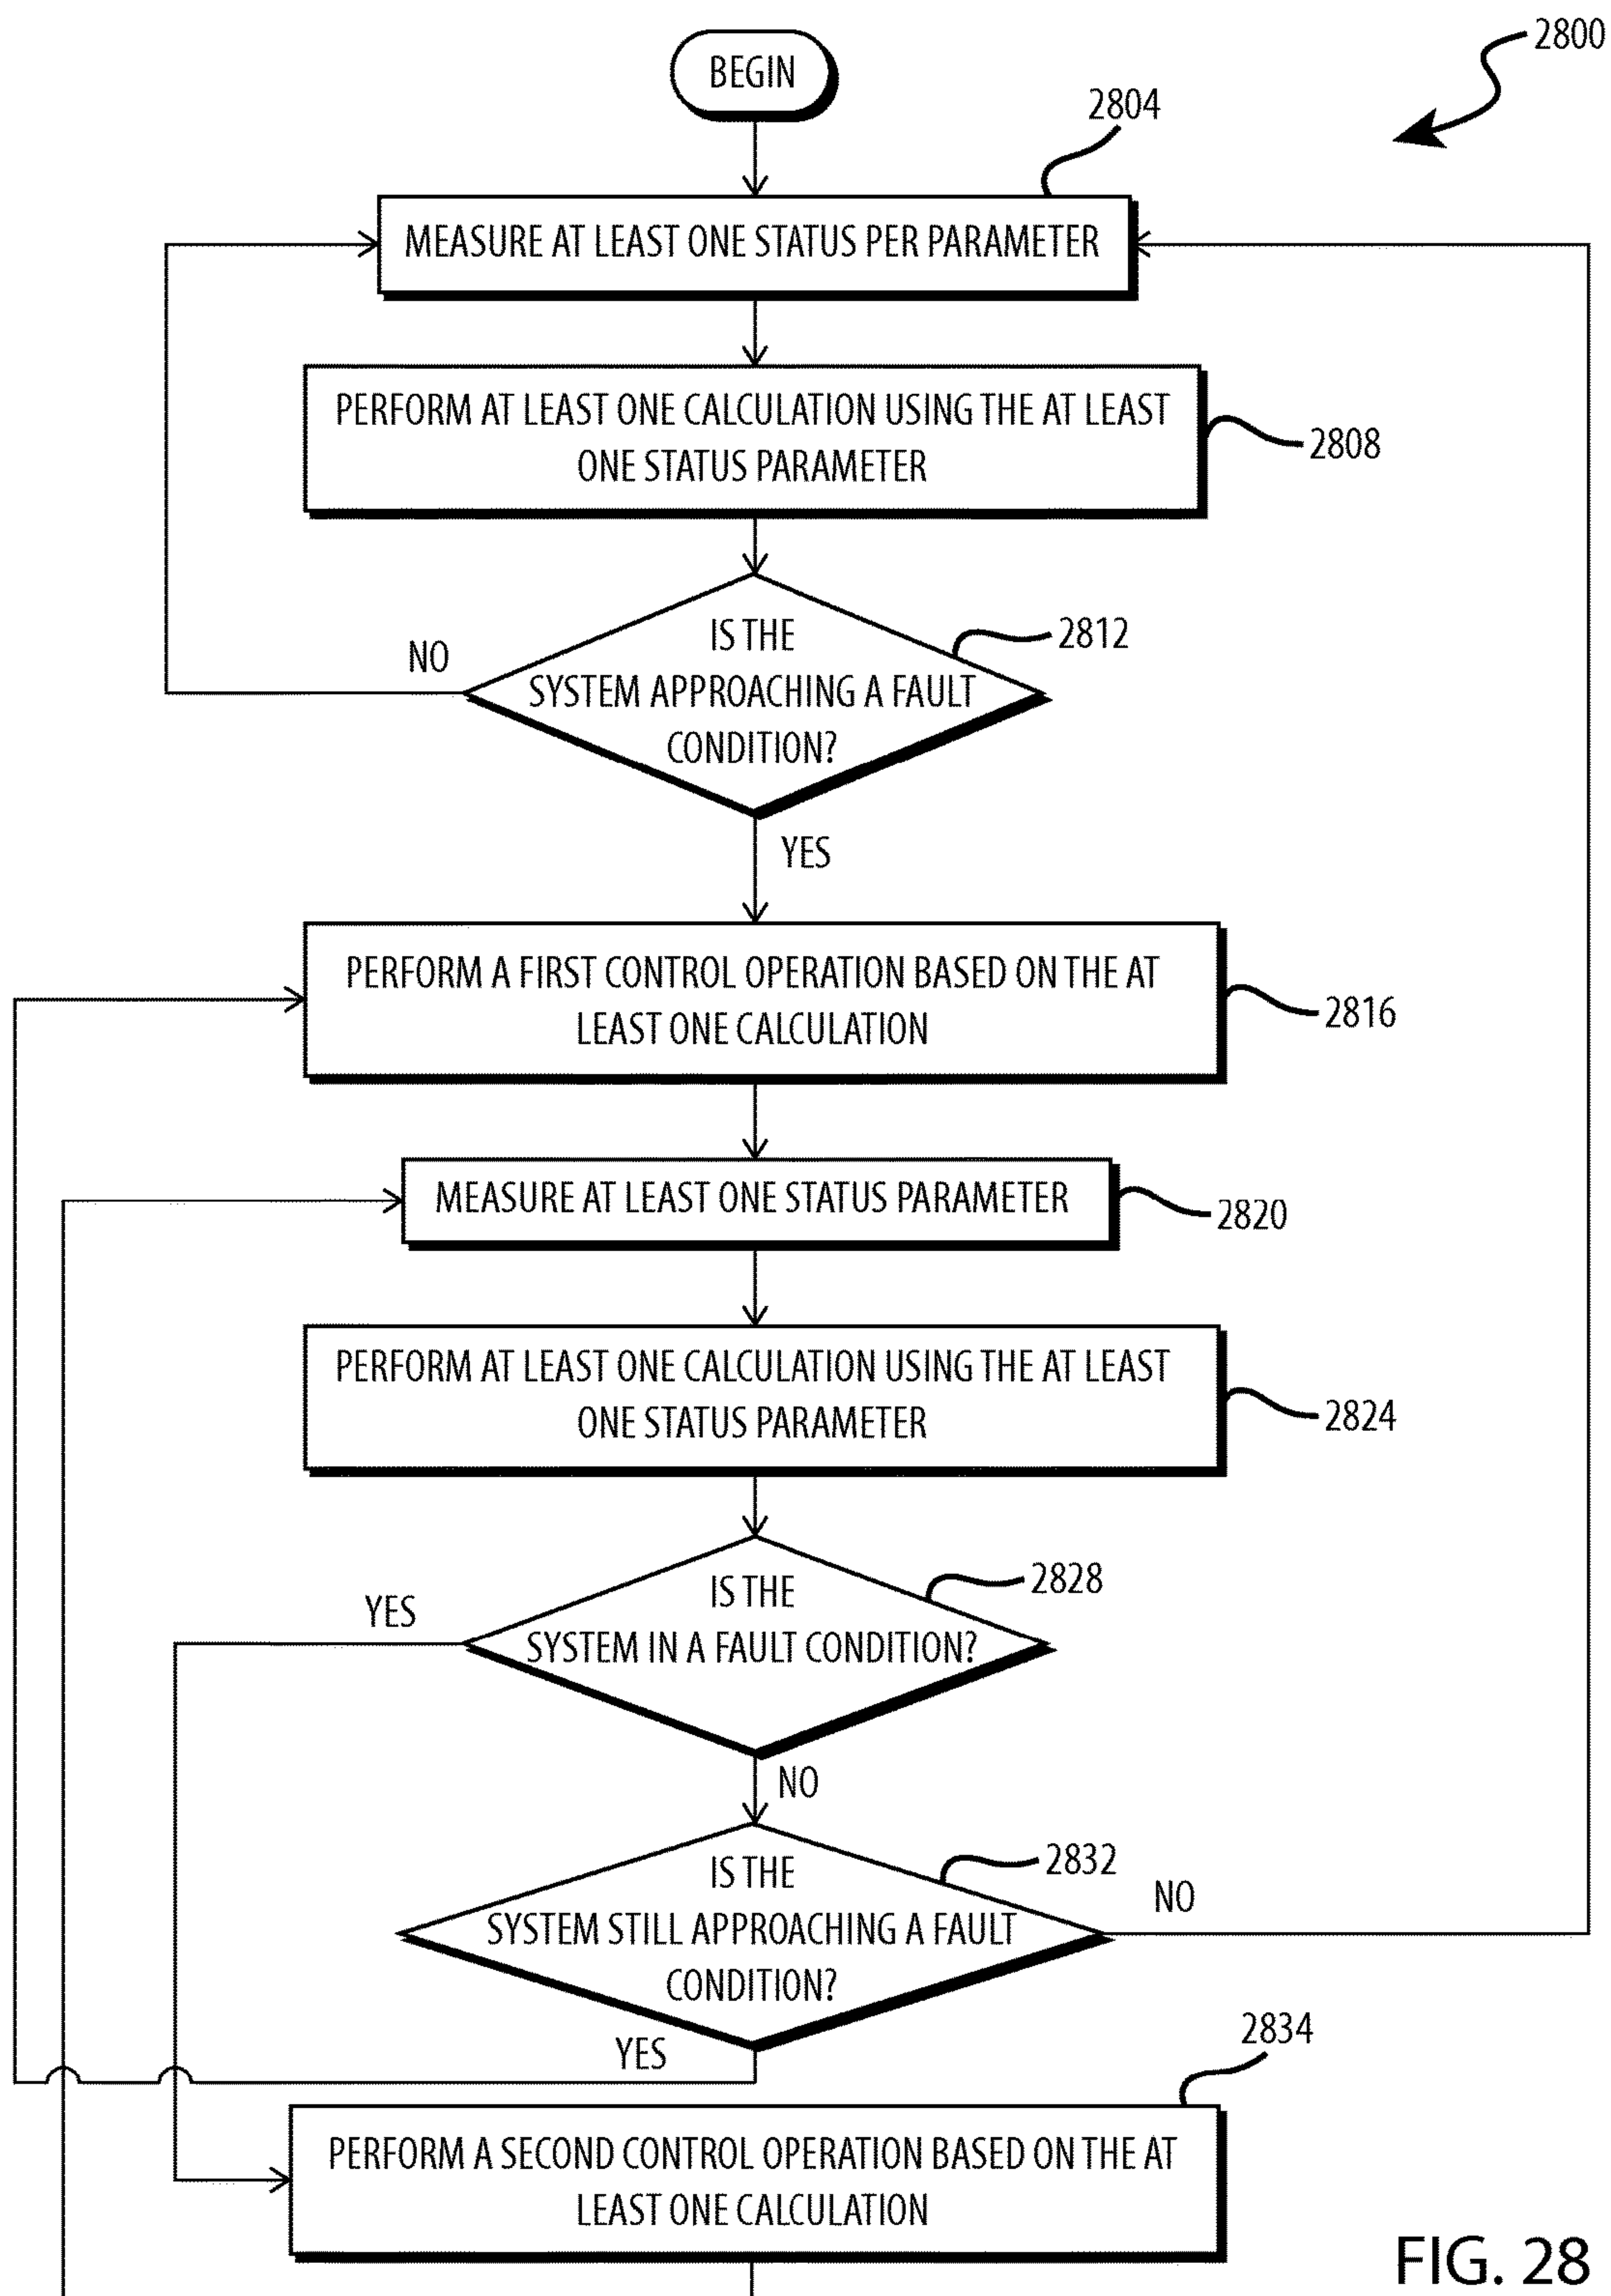 2800
BEGIN
2804
MEASURE AT LEAST ONE STATUS PER PARAMETER
PERFORM AT LEAST ONE CALCULATION USING THE AT LEAST
ONE STATUS PARAMETER
2808
IS THE
SYSTEM APPROACHING A FAULT
CONDITION?
2812
NO
YES
PERFORM A FIRST CONTROL OPERATION BASED ON THE AT
LEAST ONE CALCULATION
2816
MEASURE AT LEAST ONE STATUS PARAMETER
2820
PERFORM AT LEAST ONE CALCULATION USING THE AT LEAST
ONE STATUS PARAMETER
2824
IS THE
SYSTEM IN A FAULT CONDITION?
2828
YES
NO
IS THE
SYSTEM STILL APPROACHING A FAULT
CONDITION?
2832
NO
YES
2834
PERFORM A SECOND CONTROL OPERATION BASED ON THE AT
LEAST ONE CALCULATION
FIG. 28